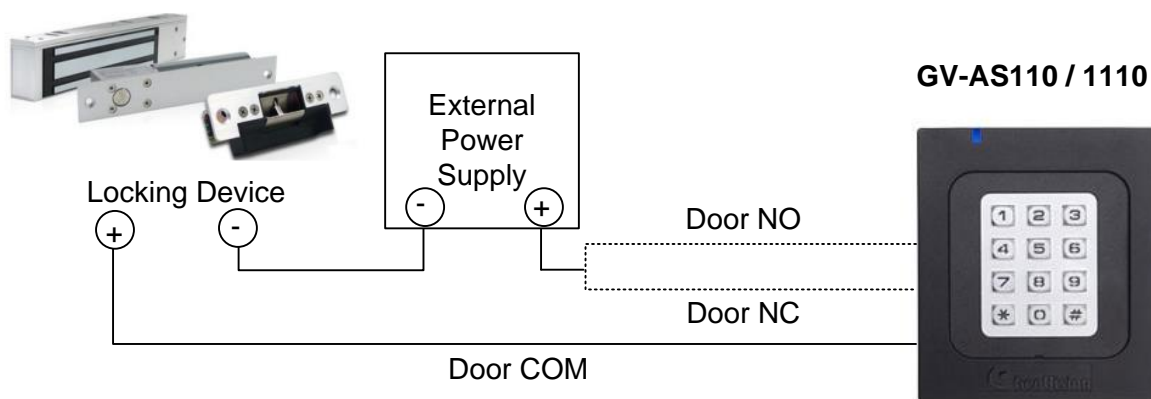 GV-AS110 / 1110
External
Power
Supply
Locking Device
+
-
-
+
Door NO
Door NC
Door COM
1 2 3
4 5 6
7 8 9
* 0 #
GeoVision